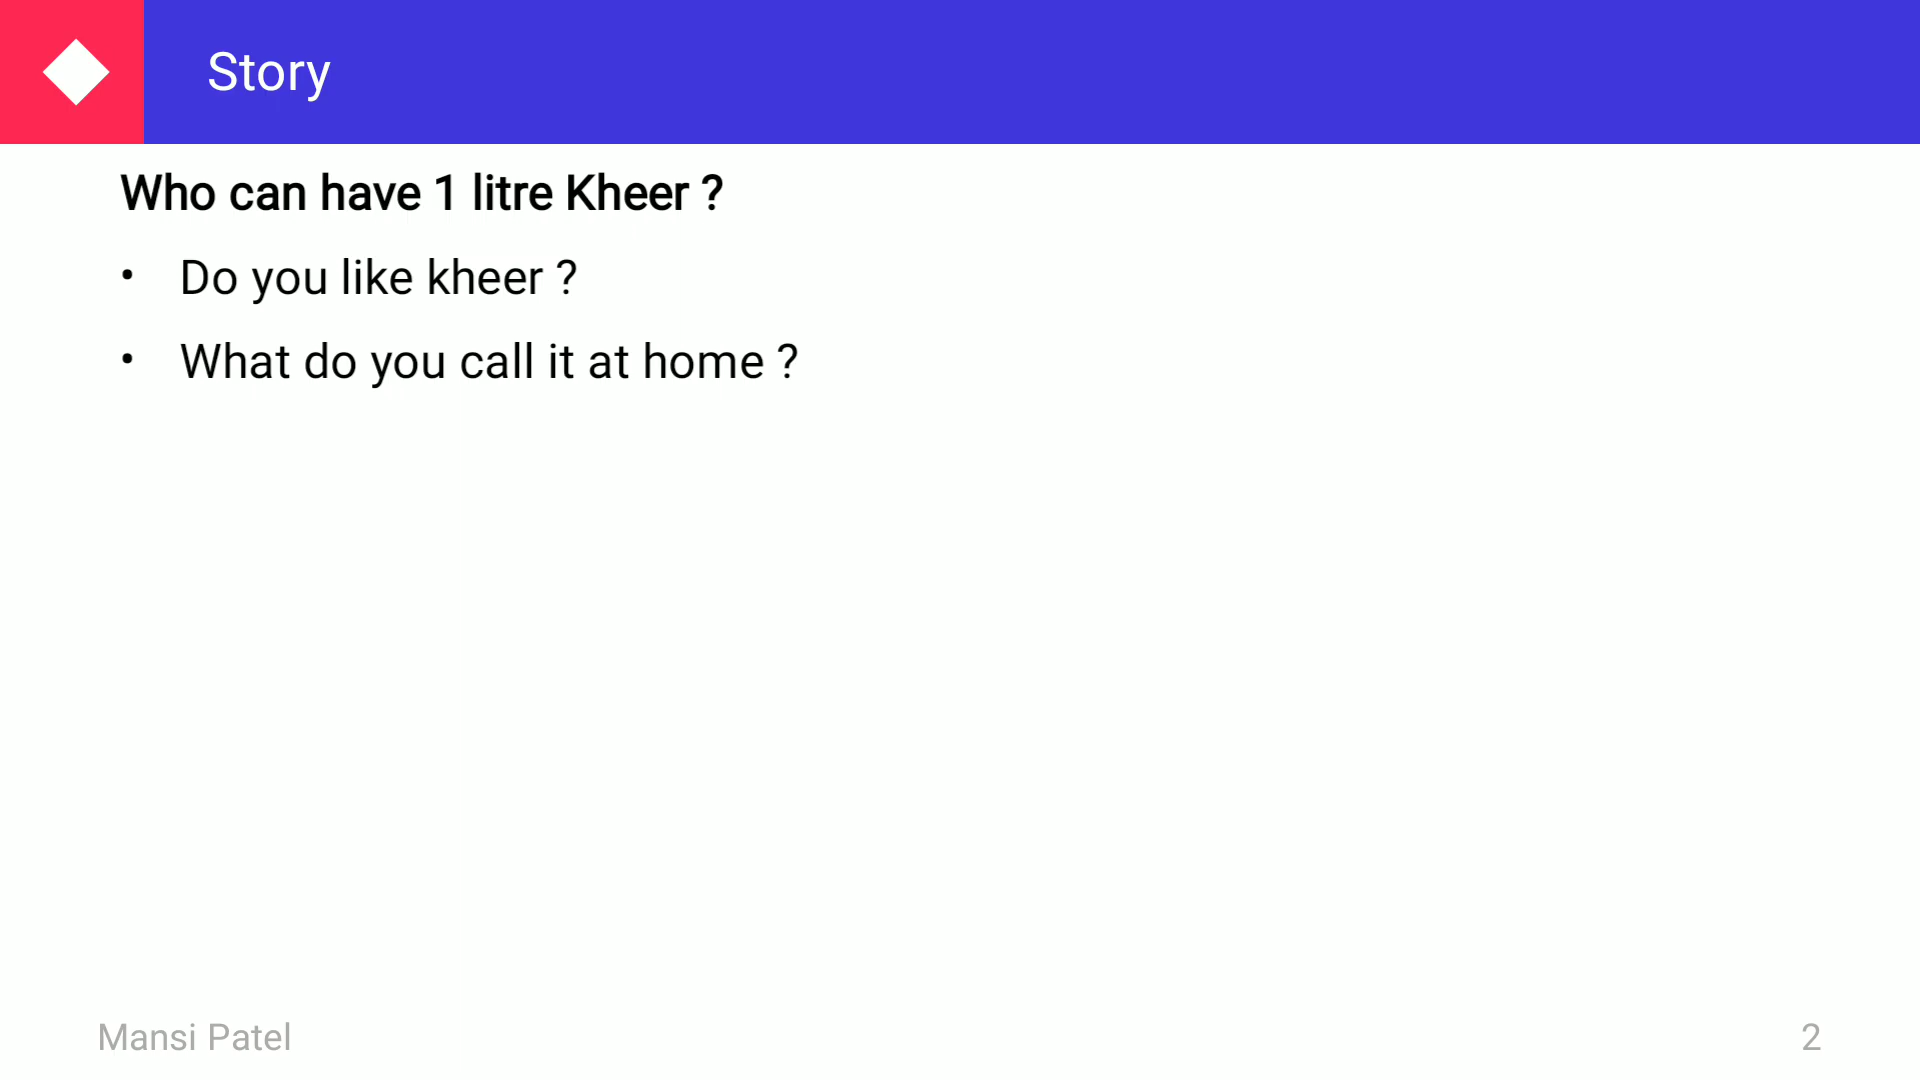 Story
Who can have 1 litre Kheer ?
• Do you like kheer ?
• What do you call it at home ?
Mansi Patel
2